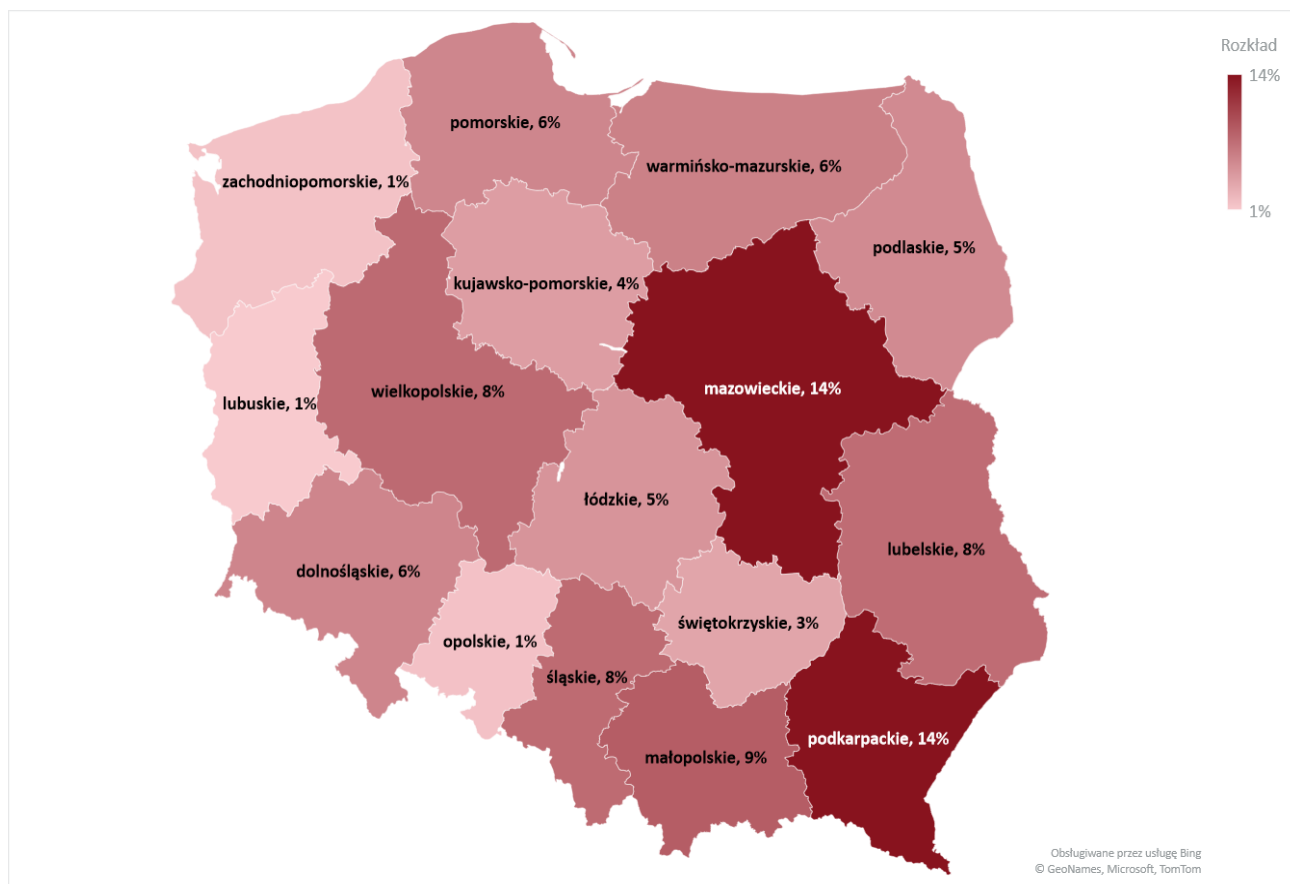 Rozkład
14%
1%
pomorskie, 6%
warmińsko-mazurskie, 6%
zachodniopomorskie, 1%
podlaskie, 5%
kujawsko-pomorskie, 4%
mazowieckie, 14%
wielkopolskie, 8%
lubuskie, 1%
łódzkie, 5%
lubelskie, 8%
dolnośląskie, 6%
świętokrzyskie, 3%
opolskie, 1%
śląskie, 8%
podkarpackie, 14%
małopolskie, 9%
Obsługiwane przez usługę Bing
© GeoNames, Microsoft, TomTom